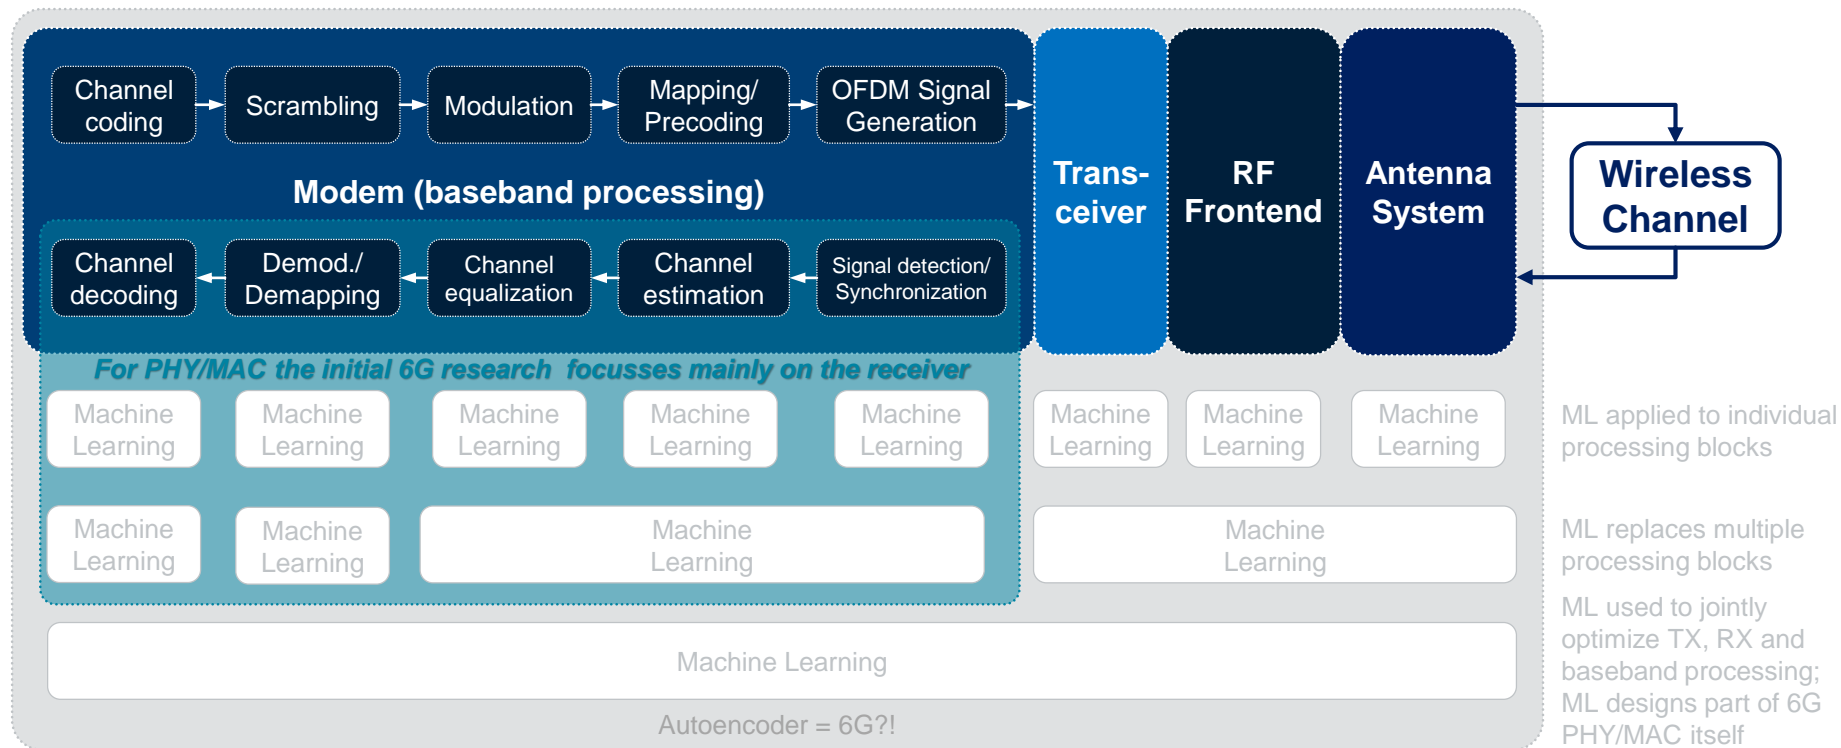 Channel
coding
Scrambling
Modulation
Mapping/
Precoding
OFDM Signal
Generation
Modem (baseband processing)
Trans-
ceiver
RF
Frontend
Antenna
System
Wireless
Channel
Channel
decoding
Demod./
Demapping
Channel
equalization
Channel
estimation
Signal detection/
Synchronization
For PHY/MAC the initial 6G research  focusses mainly on the receiver
Machine
Learning
Machine
Learning
Machine
Learning
Machine
Learning
Machine
Learning
Machine
Learning
Machine
Learning
Machine
Learning
ML applied to individual
processing blocks
Machine
Learning
Machine
Learning
Machine
Learning
Machine
Learning
ML replaces multiple
processing blocks
Machine Learning
ML used to jointly
optimize TX, RX and
baseband processing;
ML designs part of 6G
PHY/MAC itself
Autoencoder = 6G?!